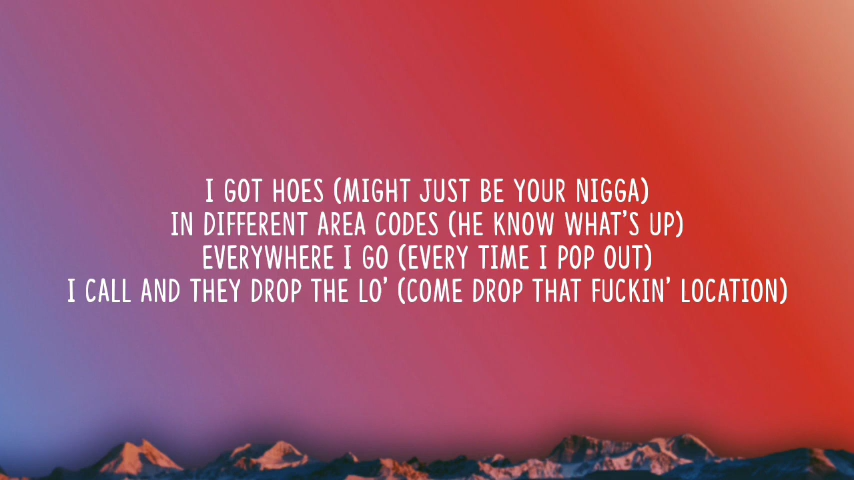 I GOT HOES (MIGHT JUST BE YOUR NIGGA)
IN DIFFERENT AREA CODES (HE KNOW WHAT'S UP)
EVERYWHERE I GO (EVERY TIME I POP OUT)
I CALL AND THEY DROP THE LO' (COME DROP THAT FUCKIN' LOCATION)